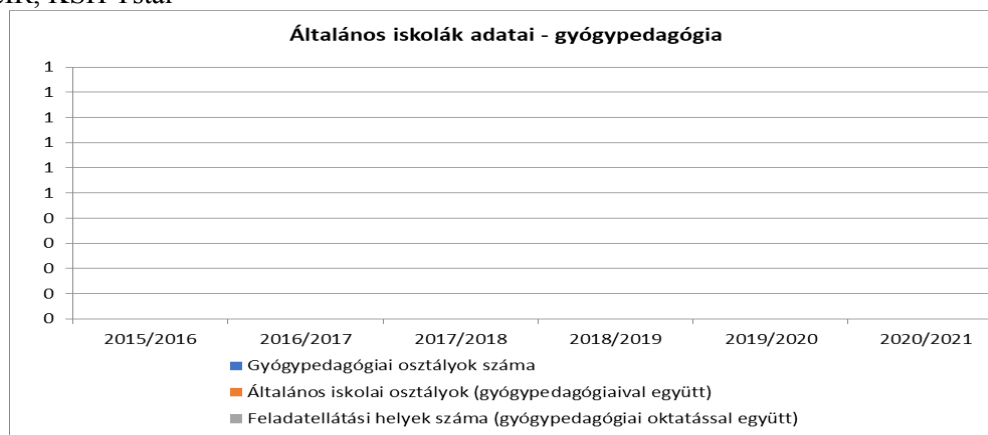 Általános iskolák adatai - gyógypedagógia
1
1
1
1
1
1
0
0
0
0
0
2015/2016 2016/2017 2017/2018 2018/2019 2019/2020 2020/2021
Gyógypedagógiai osztályok száma
Általános iskolai osztályok (gyógypedagógiaival együtt)
Feladatellátási helyek száma (gyógypedagógiai oktatással együtt)